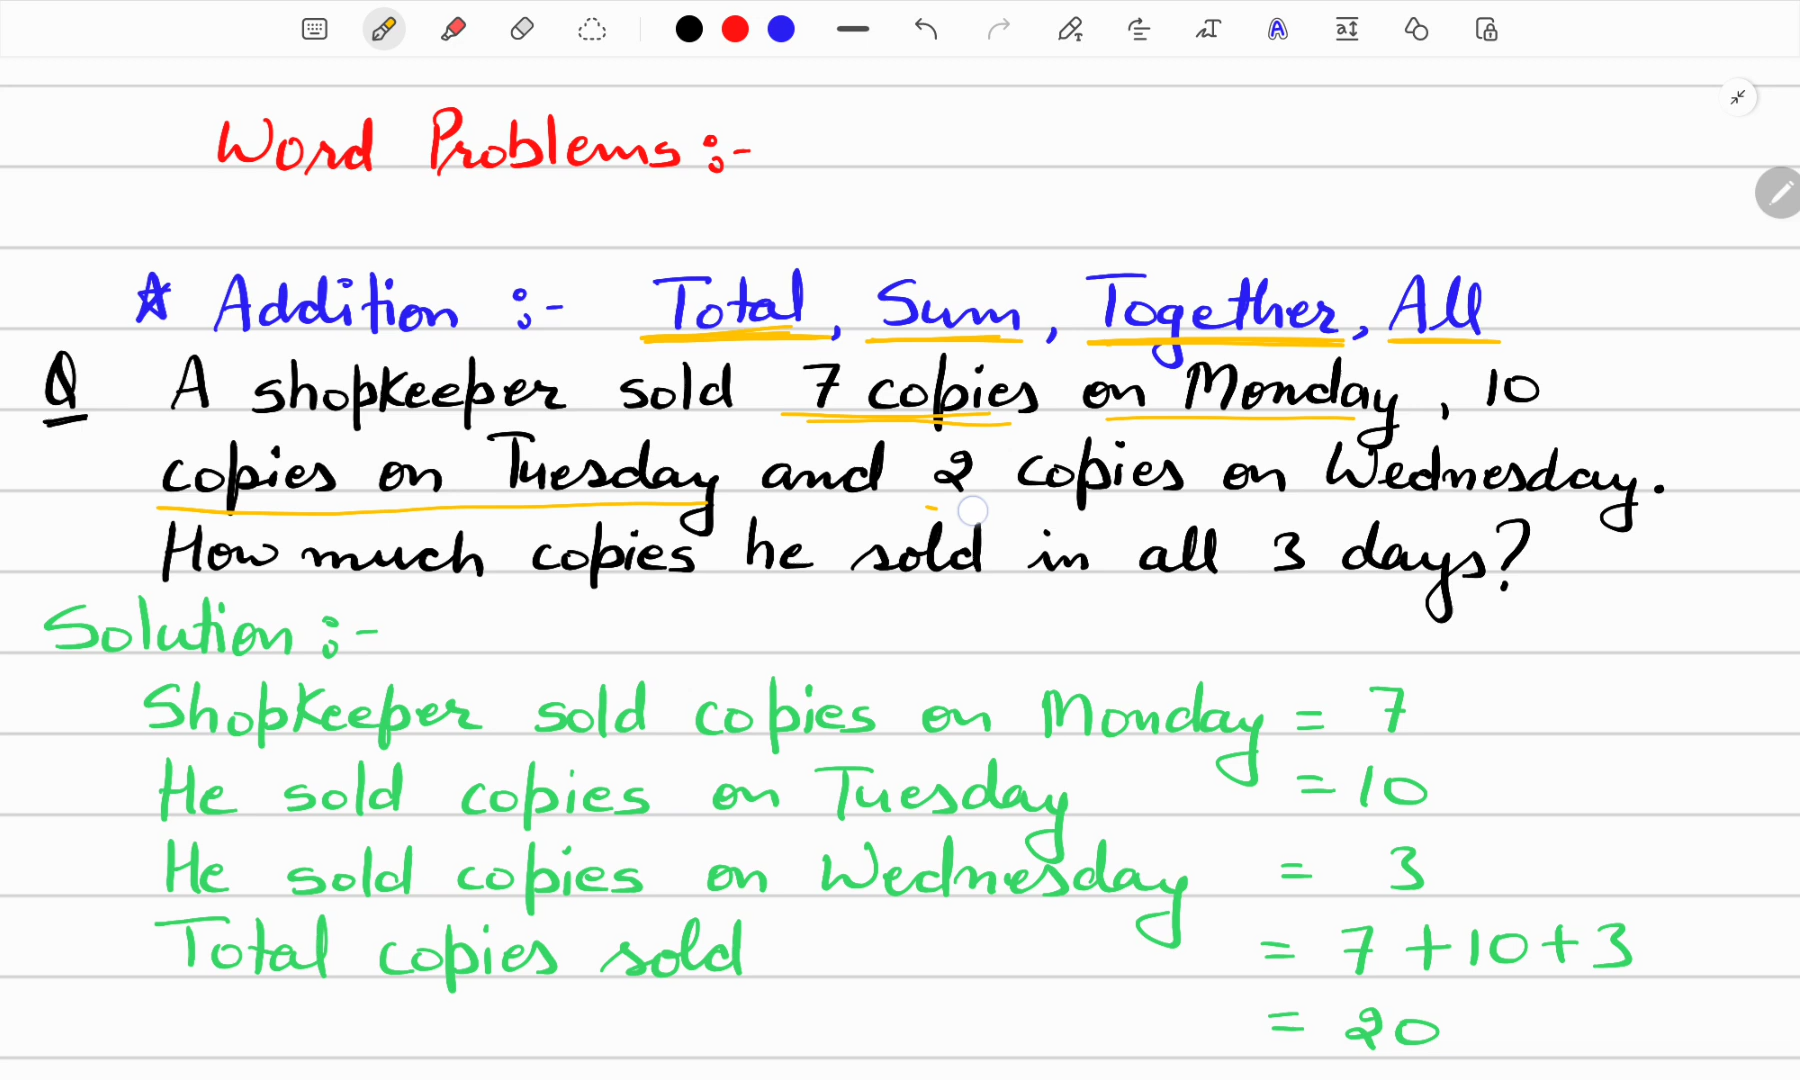 Word Problems :-
☆ Addition :- Total, Sum, Together, All
Q A shopkeeper sold 7 copies on Monday, 10
copies on Tuesday and 2 copies on Wednesday.
How much copies he sold in all 3 days?
Solution :-
Shopkeeper sold copies on Monday = 7
He sold copies on Tuesday = 10
He sold copies on Wednesday = 3
Total copies sold = 7 + 10 + 3
= 20